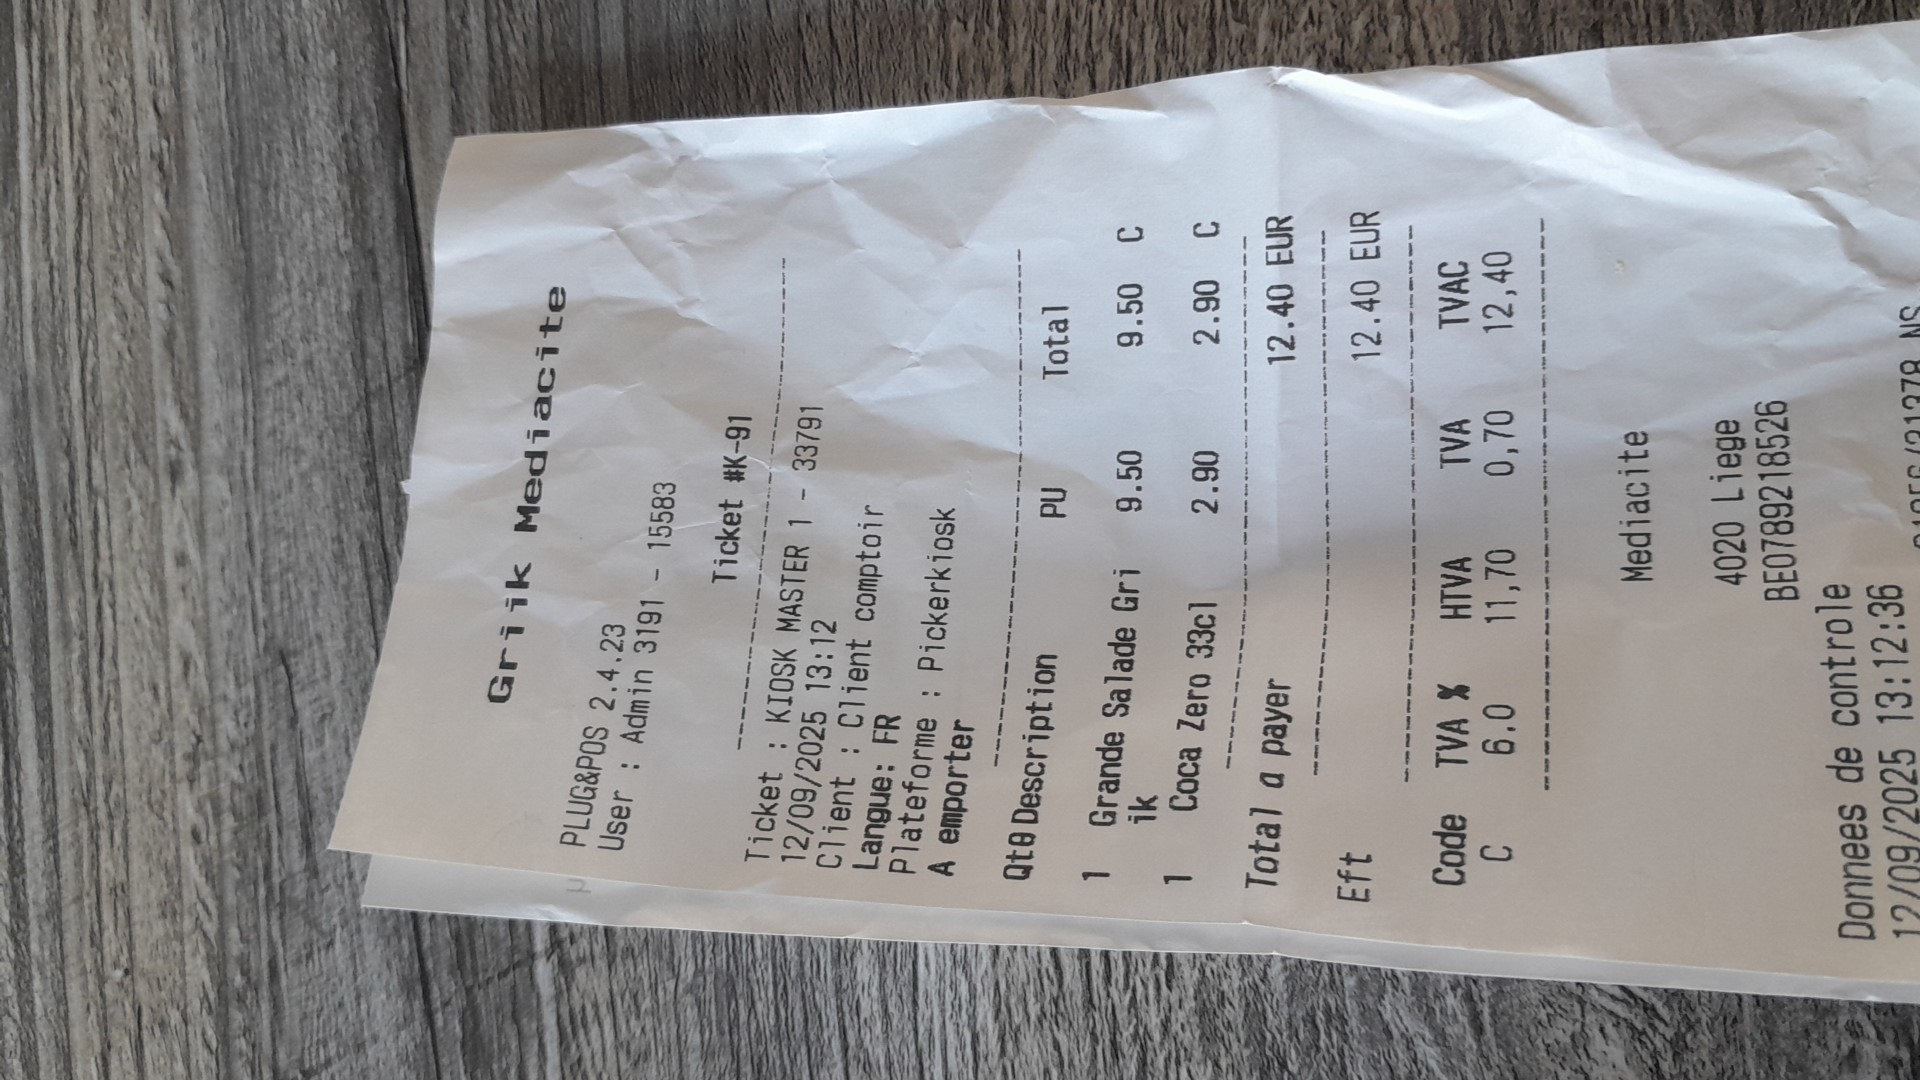 Griik Mediacite
PLUG&POS 2.4.23
User : Admin 3191 - 15583
Ticket #K-91
Ticket : KIOSK MASTER 1 - 33791
12/09/2025 13:12
Client : Client comptoir
Langue: FR
Plateforme : Pickerkiosk
A emporter
Qtθ Description PU Total
1 Grande Salade Gri 9.50 9.50 C
ik
1 Coca Zero 33cl 2.90 2.90 C
Total a payer 12.40 EUR
Eft 12.40 EUR
Code TVA % HTVA TVA TVAC
C 6.0 11,70 0,70 12,40
Mediacite
4020 Liege
BE0789218526
Donnees de controle
12/09/2025 13:12:36